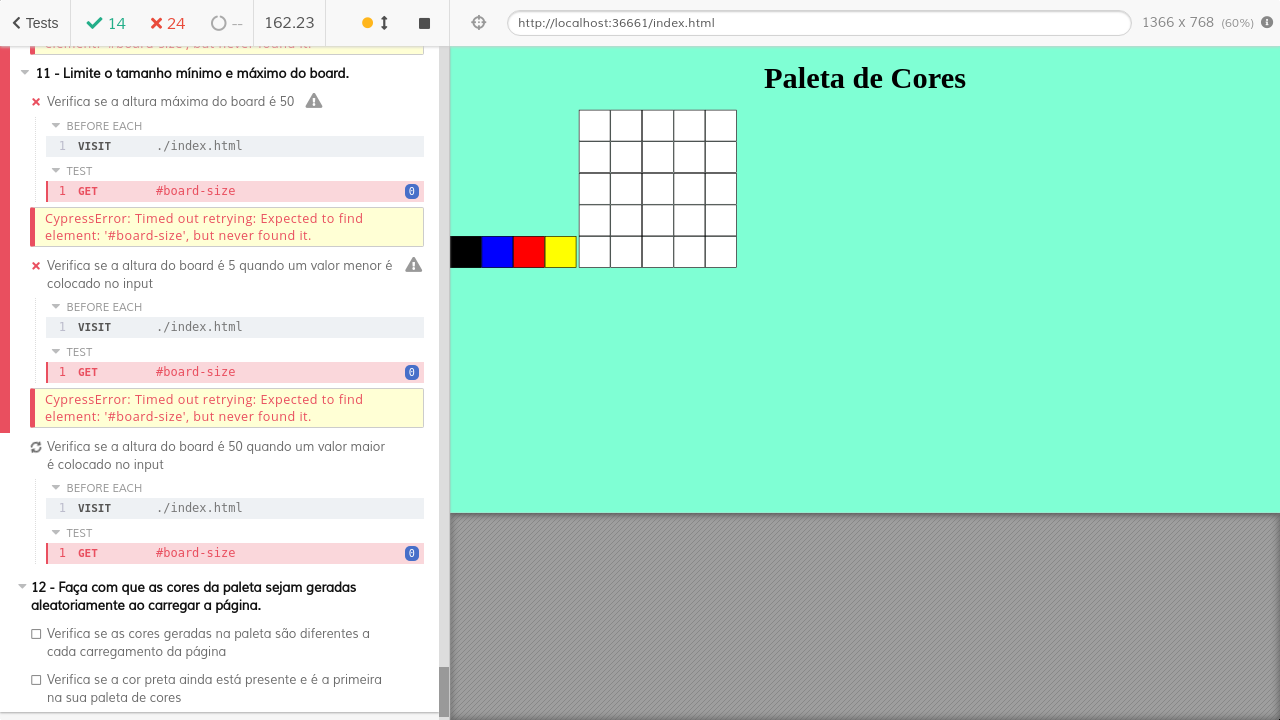 Tests
14
24
--
162.23
http://localhost:36661/index.html
1366 x 768 (60%)
element: '#board-size', but never found it.
11 - Limite o tamanho mínimo e máximo do board.
Verifica se a altura máxima do board é 50
BEFORE EACH
1 VISIT ./index.html
TEST
1 GET #board-size 0
CypressError: Timed out retrying: Expected to find
element: '#board-size', but never found it.
Verifica se a altura do board é 5 quando um valor menor é
colocado no input
BEFORE EACH
1 VISIT ./index.html
TEST
1 GET #board-size 0
CypressError: Timed out retrying: Expected to find
element: '#board-size', but never found it.
Verifica se a altura do board é 50 quando um valor maior
é colocado no input
BEFORE EACH
1 VISIT ./index.html
TEST
1 GET #board-size 0
12 - Faça com que as cores da paleta sejam geradas
aleatoriamente ao carregar a página.
Verifica se as cores geradas na paleta são diferentes a
cada carregamento da página
Verifica se a cor preta ainda está presente e é a primeira
na sua paleta de cores
Paleta de Cores